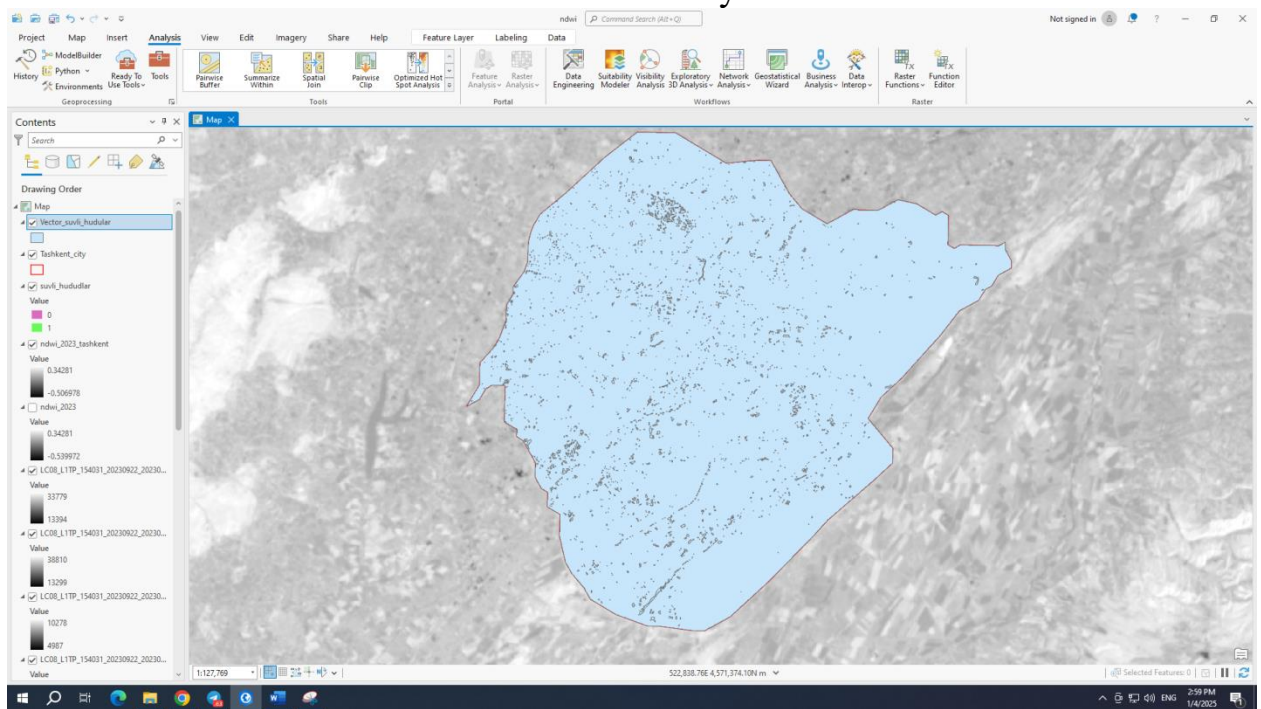 ndwi
Command Search (Alt+Q)
Not signed in
?
Project Map Insert Analysis View Edit Imagery Share Help Feature Layer Labeling Data
History
ModelBuilder
Python
Environments
Ready To Use Tools
Tools
Geoprocessing
Pairwise Buffer
Summarize Within
Spatial Join
Pairwise Clip
Optimized Hot Spot Analysis
Tools
Feature Analysis
Raster Analysis
Portal
Data Engineering
Suitability Modeler
Visibility Analysis
Exploratory 3D Analysis
Network Analysis
Geostatistical Wizard
Business Analysis
Data Interop
Workflows
Raster Functions
Function Editor
Raster
Contents
Map
Search
Drawing Order
Map
Vector_suvli_hudular
Tashkent_city
suvli_hududlar
Value
0
1
ndwi_2023_tashkent
Value
0.34281
-0.506978
ndwi_2023
Value
0.34281
-0.539972
LC08_L1TP_154031_20230922_20230...
Value
33779
13394
LC08_L1TP_154031_20230922_20230...
Value
38810
13299
LC08_L1TP_154031_20230922_20230...
Value
10278
4987
LC08_L1TP_154031_20230922_20230...
Value
1:127,769
522,838.76E 4,571,374.10N m
Selected Features: 0
ENG
2:59 PM
1/4/2025